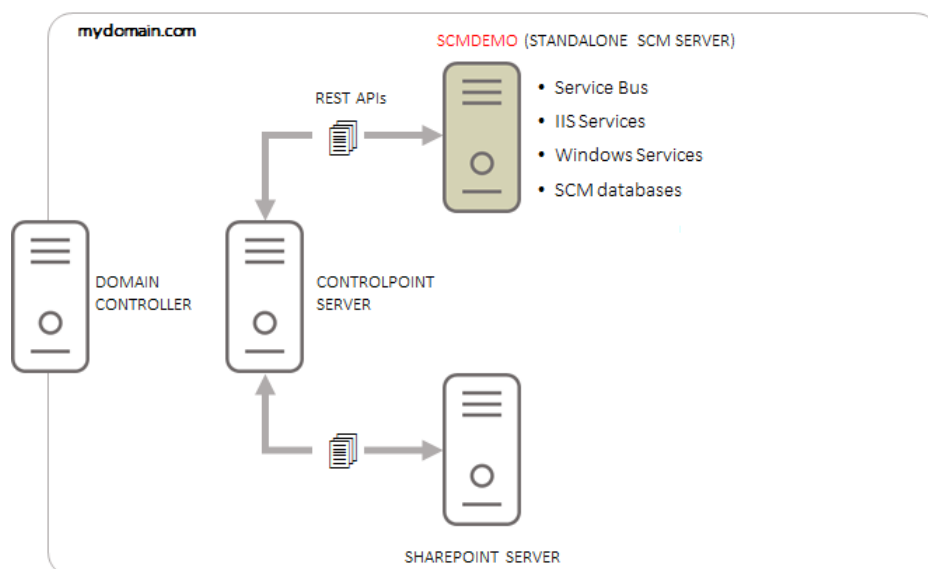 mydomain.com
SCMDEMO (STANDALONE SCM SERVER)
REST APIs
• Service Bus
• IIS Services
• Windows Services
• SCM databases
DOMAIN
CONTROLLER
CONTROLPOINT
SERVER
SHAREPOINT SERVER